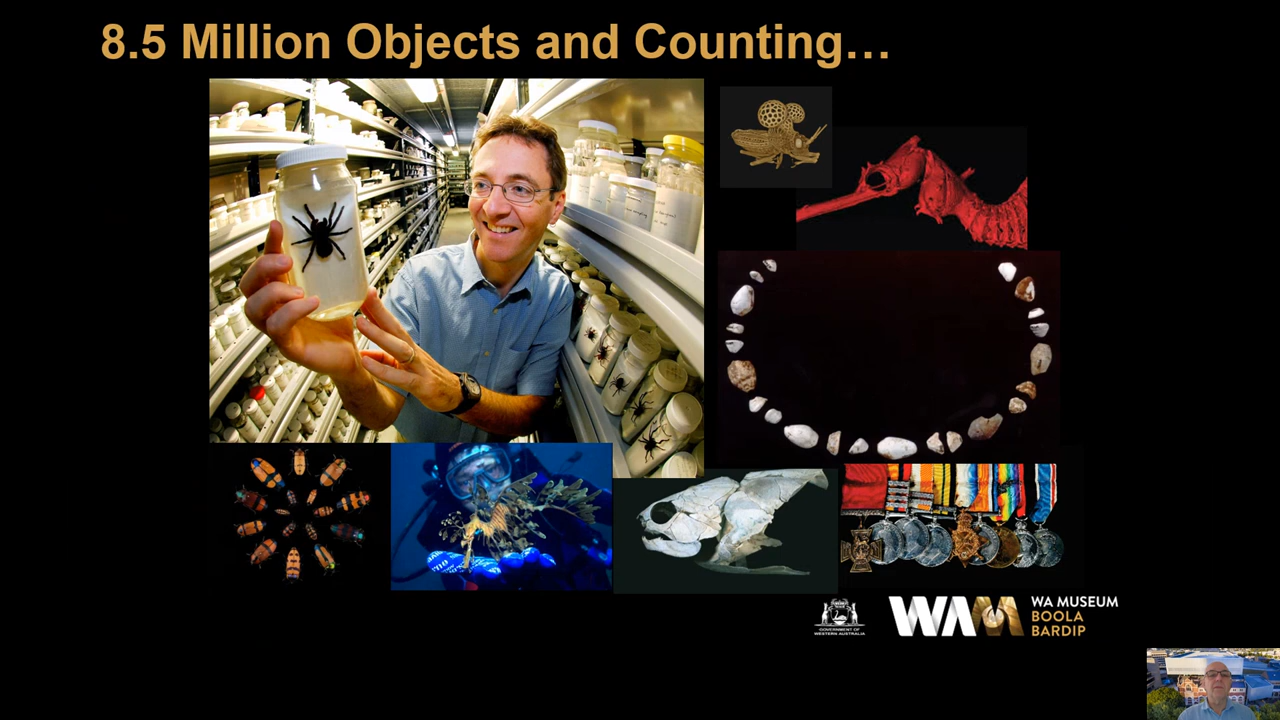 8.5 Million Objects and Counting…
GOVERNMENT OF
WESTERN AUSTRALIA
WAM
WA MUSEUM
BOOLA
BARDIP